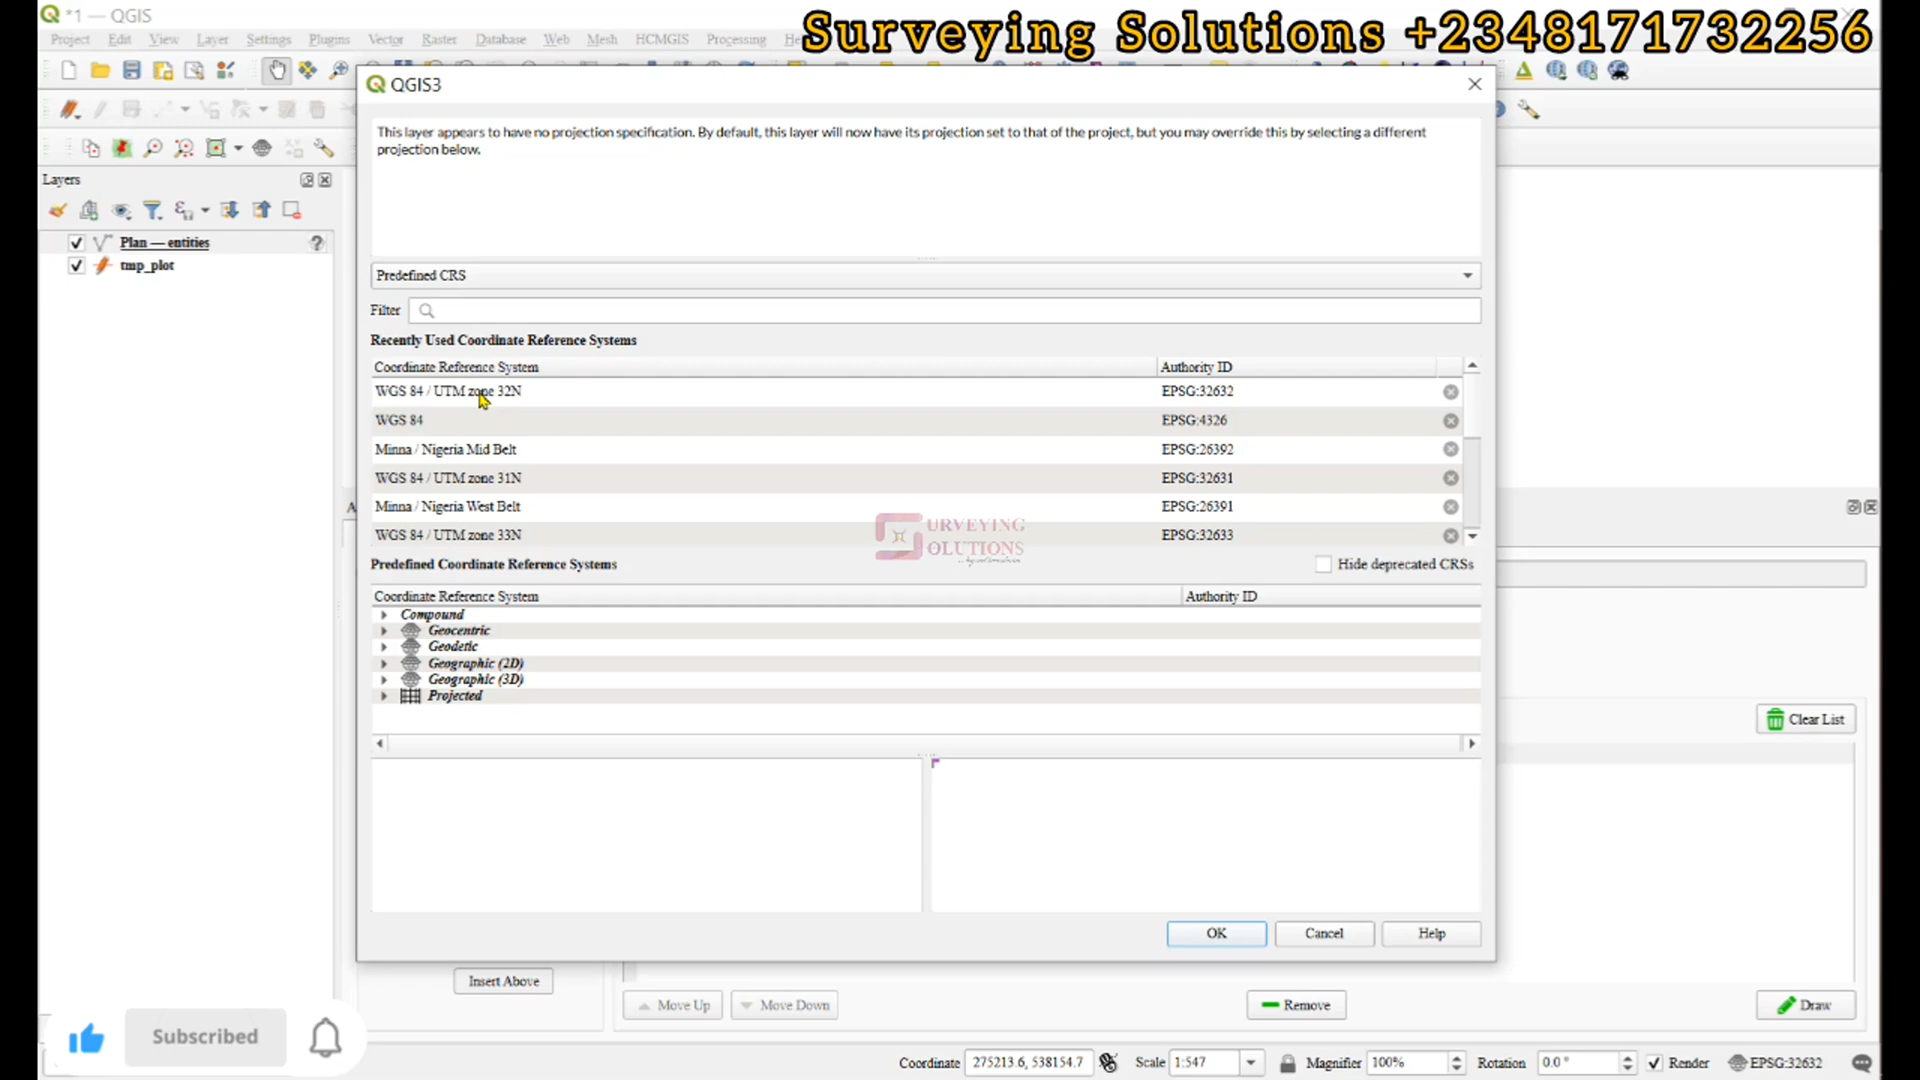 *1 — QGIS
Surveying Solutions +2348171732256
Project Edit View Layer Settings Plugins Vector Raster Database Web Mesh HCMGIS Processing
QGIS3
This layer appears to have no projection specification. By default, this layer will now have its projection set to that of the project, but you may override this by selecting a different
projection below.
Layers
Plan — entities
tmp_plot
Predefined CRS
Filter
Recently Used Coordinate Reference Systems
Coordinate Reference System Authority ID
WGS 84 / UTM zone 32N EPSG:32632
WGS 84 EPSG:4326
Minna / Nigeria Mid Belt EPSG:26392
WGS 84 / UTM zone 31N EPSG:32631
Minna / Nigeria West Belt EPSG:26391
WGS 84 / UTM zone 33N EPSG:32633
URVEYING
OLUTIONS
Predefined Coordinate Reference Systems Hide deprecated CRSs
Coordinate Reference System Authority ID
Compound
Geocentric
Geodetic
Geographic (2D)
Geographic (3D)
Projected
Clear List
OK Cancel Help
Insert Above
Move Up Move Down Remove Draw
Subscribed
Coordinate 275213.6, 538154.7 Scale 1:547 Magnifier 100% Rotation 0.0 ° Render EPSG:32632